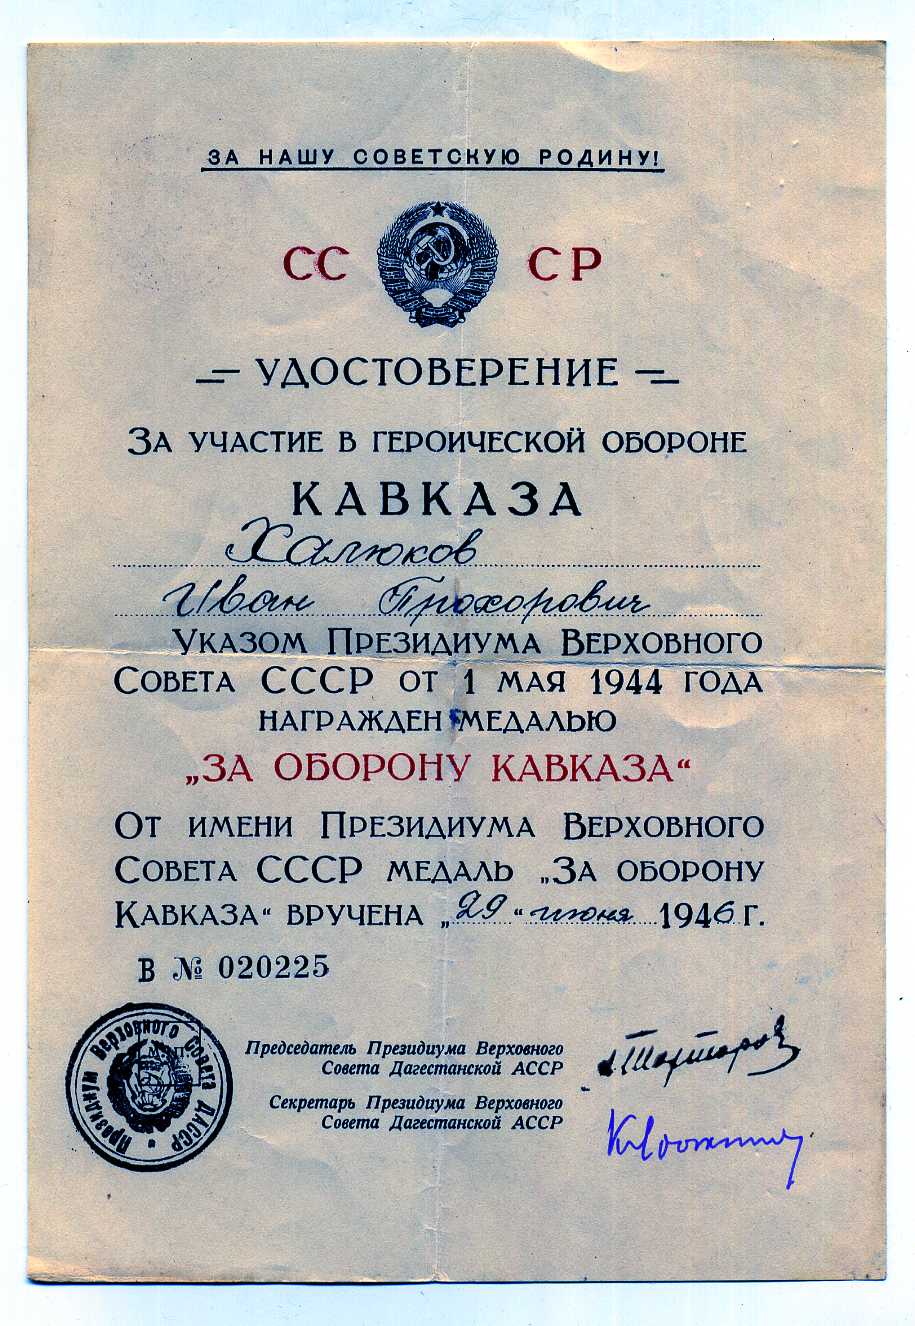 ЗА НАШУ СОВЕТСКУЮ РОДИНУ!
СС СР
УДОСТОВЕРЕНИЕ
ЗА УЧАСТИЕ В ГЕРОИЧЕСКОЙ ОБОРОНЕ
КАВКАЗА
Халюков
Иван Прохорович
УКАЗОМ ПРЕЗИДИУМА ВЕРХОВНОГО
СОВЕТА СССР ОТ 1 МАЯ 1944 ГОДА
НАГРАЖДЕН МЕДАЛЬЮ
„ЗА ОБОРОНУ КАВКАЗА“
ОТ ИМЕНИ ПРЕЗИДИУМА ВЕРХОВНОГО
СОВЕТА СССР МЕДАЛЬ „ЗА ОБОРОНУ
КАВКАЗА“ ВРУЧЕНА „29“ июня 1946 Г.
В № 020225
Председатель Президиума Верховного
Совета Дагестанской АССР
Секретарь Президиума Верховного
Совета Дагестанской АССР
Президиум Верховного Совета ДАССР